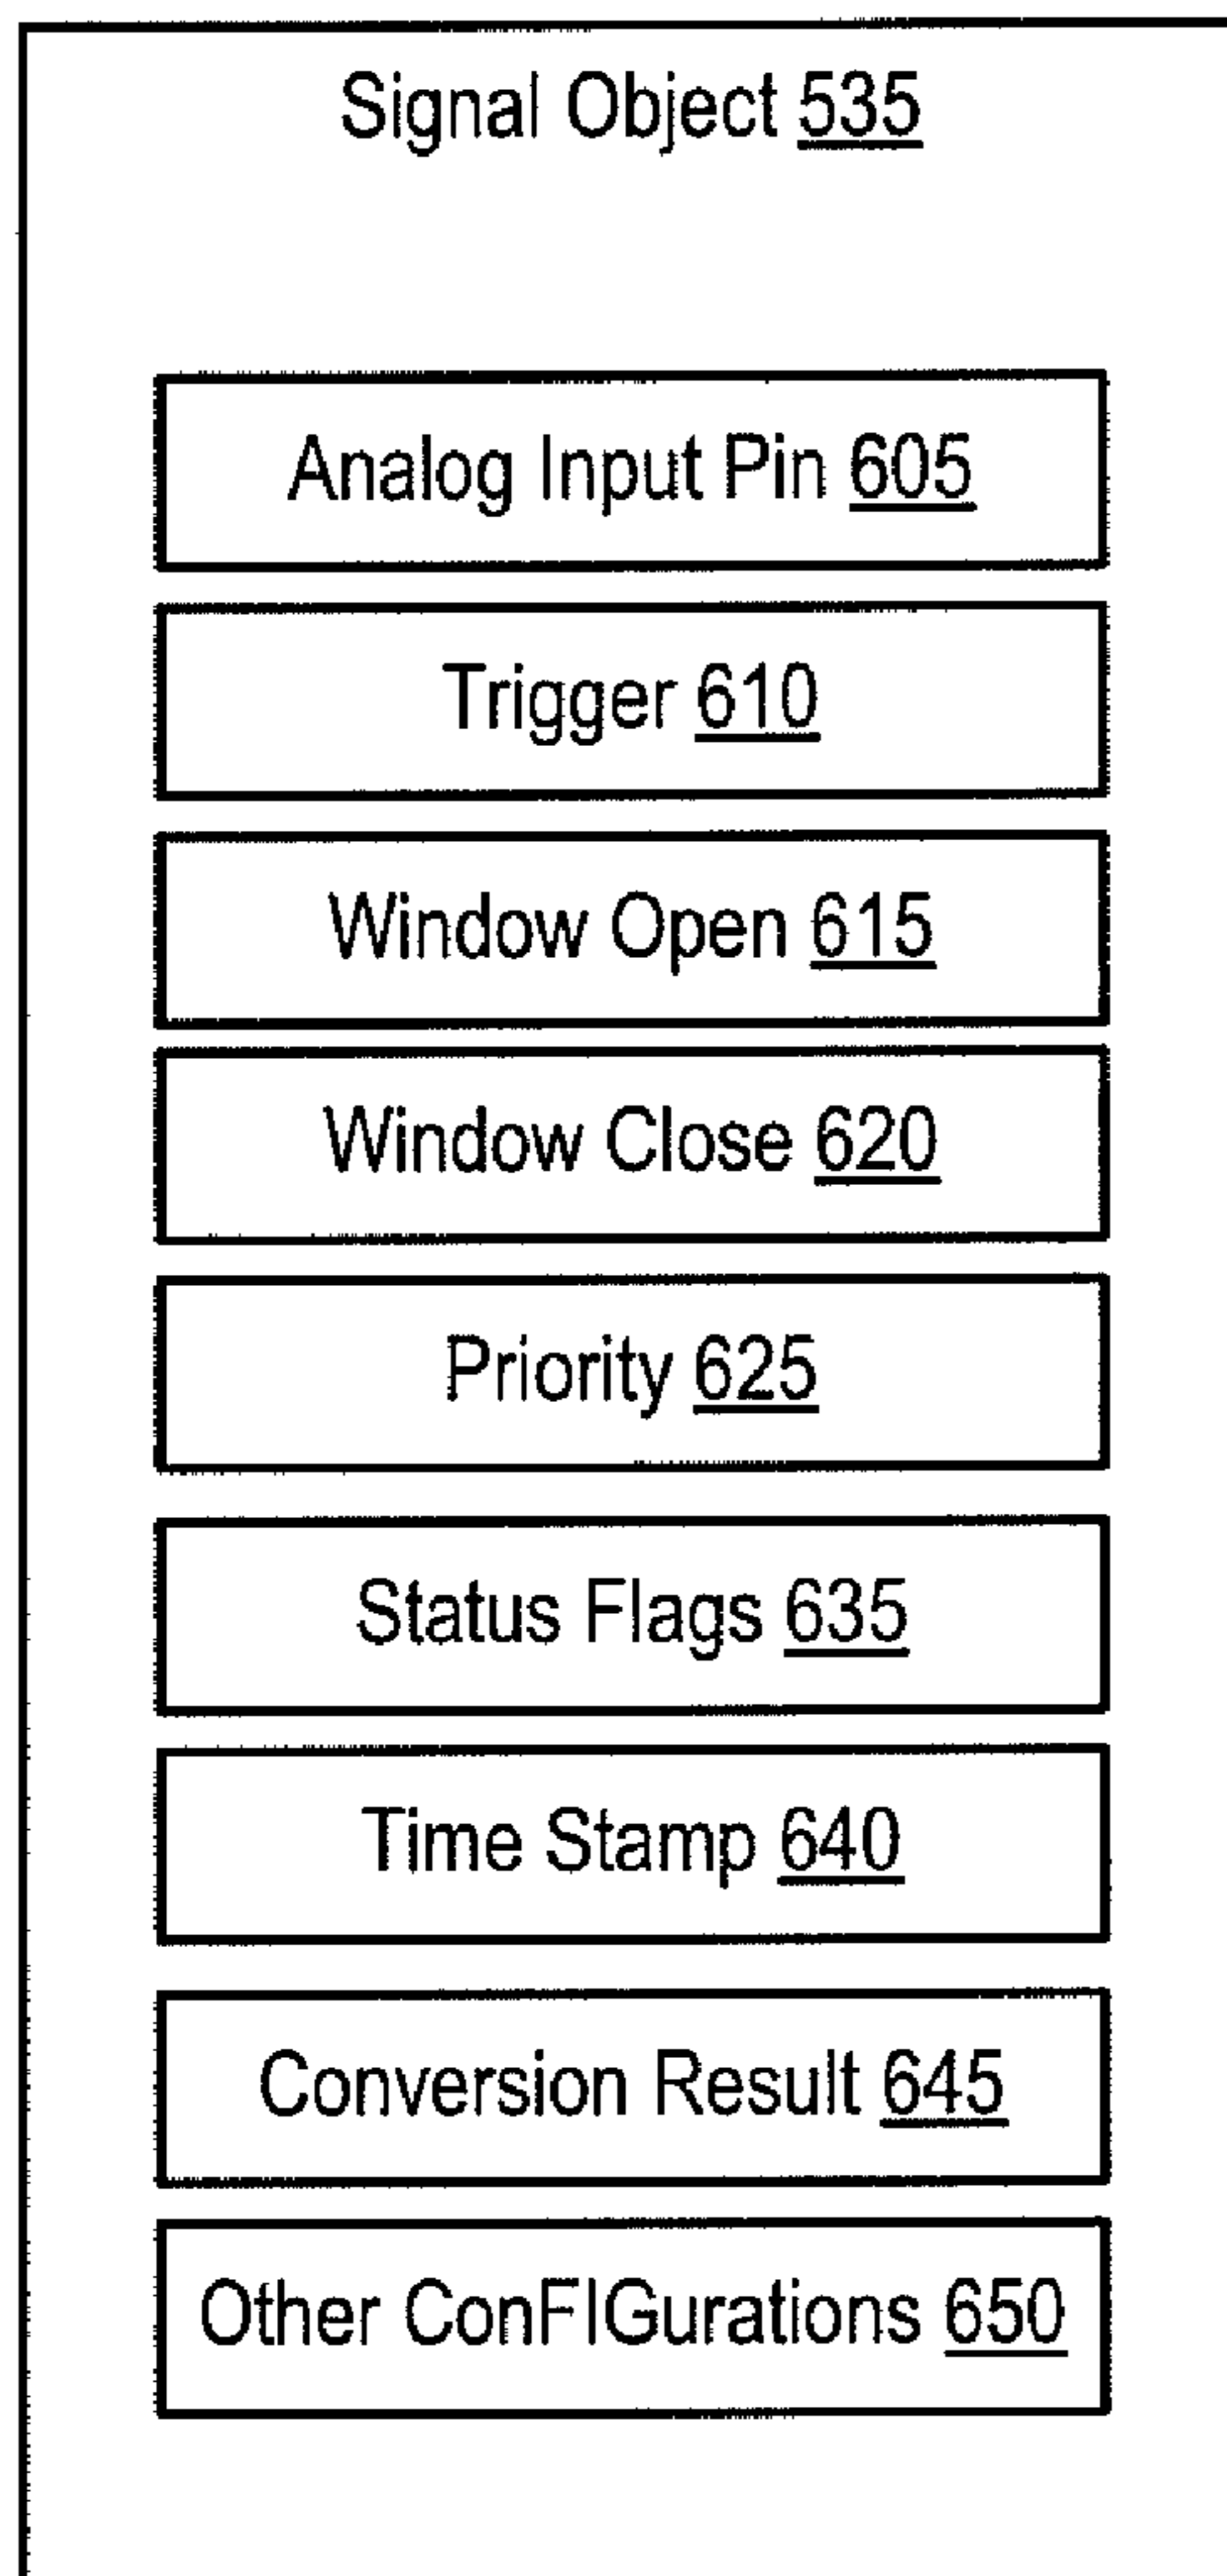 Signal Object 535
Analog Input Pin 605
Trigger 610
Window Open 615
Window Close 620
Priority 625
Status Flags 635
Time Stamp 640
Conversion Result 645
Other ConFIGurations 650